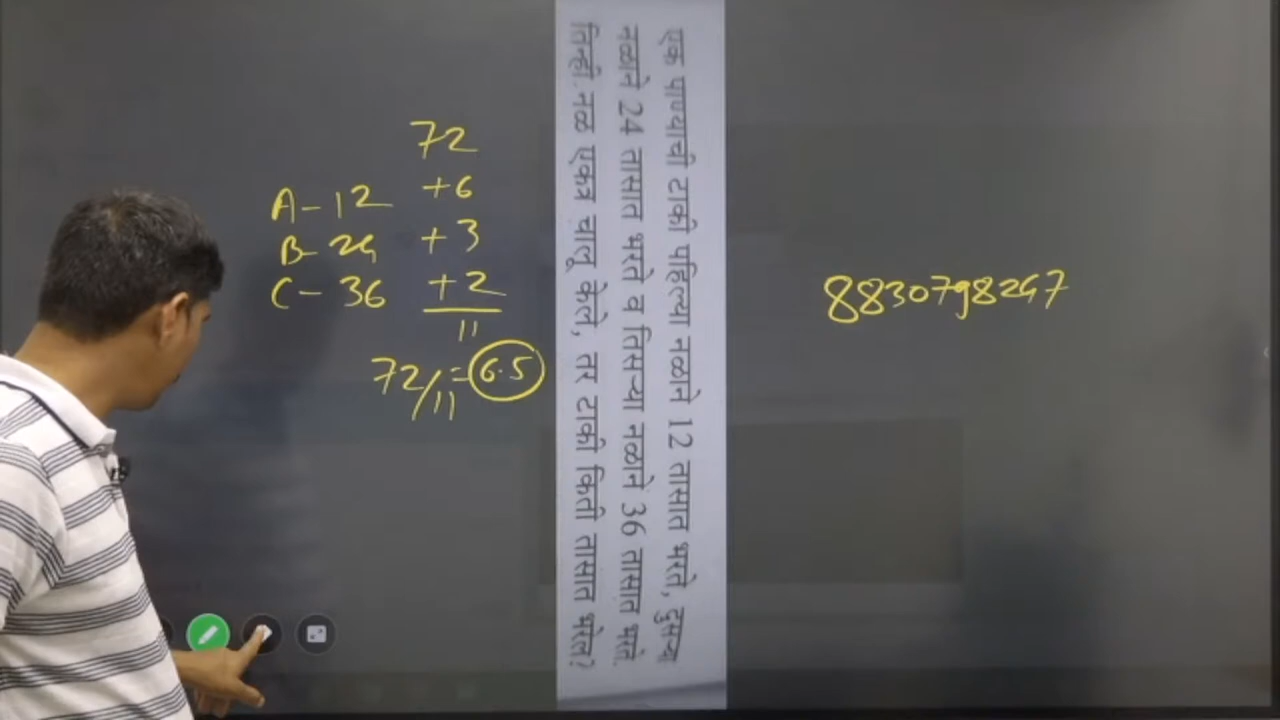 72
A-12 +6
B-24 +3
C-36 +2
11
72/11=6.5
एक पाण्याची टाकी पहिल्या नळाने 12 तासात भरते, दुसऱ्या
नळाने 24 तासात भरते व तिसऱ्या नळाने 36 तासात भरते.
तिन्ही नळ एकत्र चालू केले, तर टाकी किती तासात भरेल?
8830798247